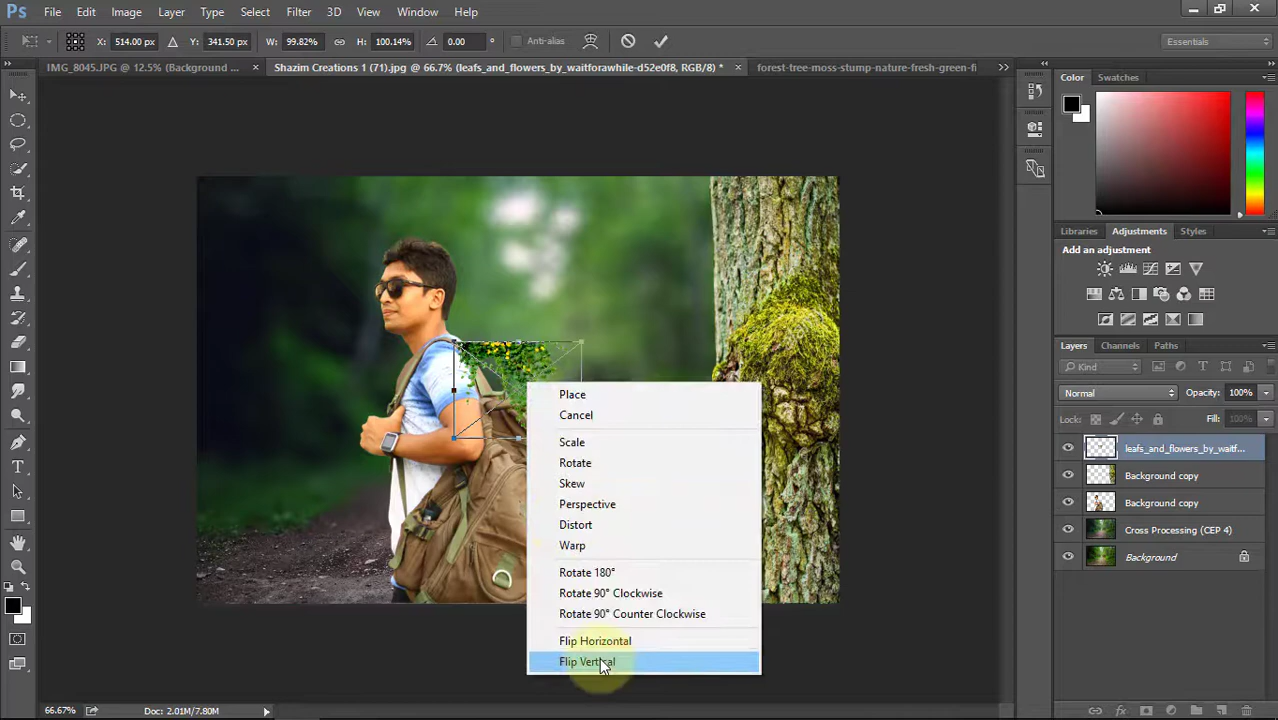 Ps File Edit Image Layer Type Select Filter 3D View Window Help
X: 514.00 px Y: 341.50 px W: 99.82% H: 100.14% 0.00 ° Anti-alias Essentials
IMG_8045.JPG @ 12.5% (Background ... × Shazim Creations 1 (71).jpg @ 66.7% (leafs_and_flowers_by_waitforawhile-d52e0f8, RGB/8) * × forest-tree-moss-stump-nature-fresh-green-fi
Color Swatches
Libraries Adjustments Styles
Add an adjustment
Layers Channels Paths
Kind
Normal Opacity: 100%
Lock: Fill: 100%
leafs_and_flowers_by_waitf...
Background copy
Background copy
Cross Processing (CEP 4)
Background
Place
Cancel
Scale
Rotate
Skew
Perspective
Distort
Warp
Rotate 180°
Rotate 90° Clockwise
Rotate 90° Counter Clockwise
Flip Horizontal
Flip Vertical
66.67% Doc: 2.01M/7.80M